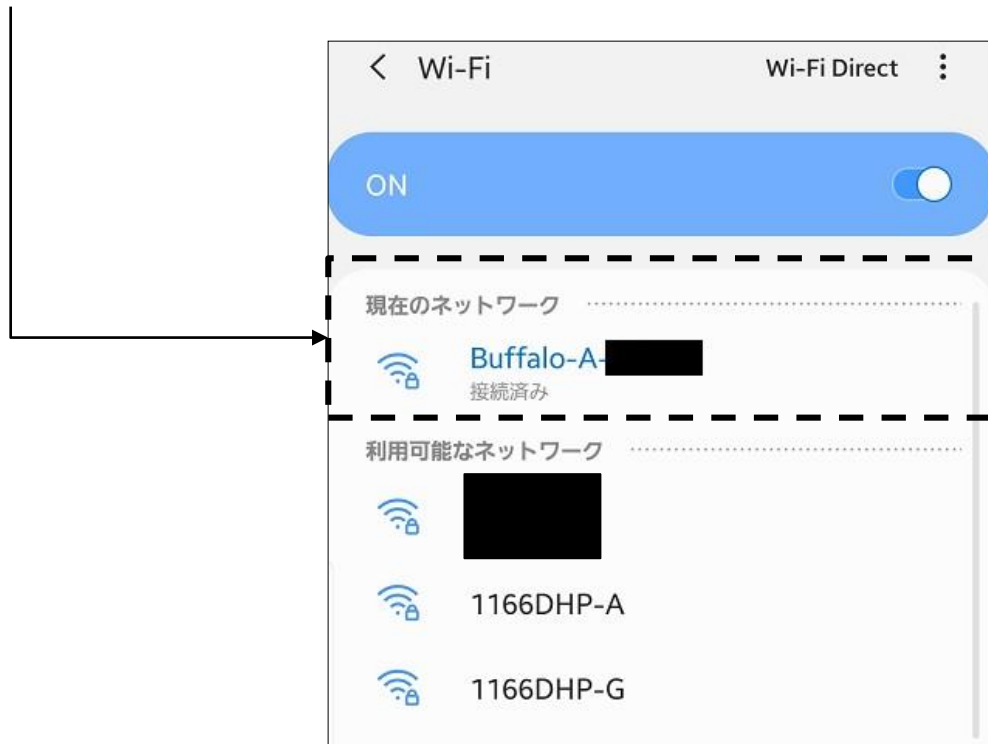 Wi-Fi
Wi-Fi Direct
ON
現在のネットワーク
Buffalo-A-
接続済み
利用可能なネットワーク
1166DHP-A
1166DHP-G